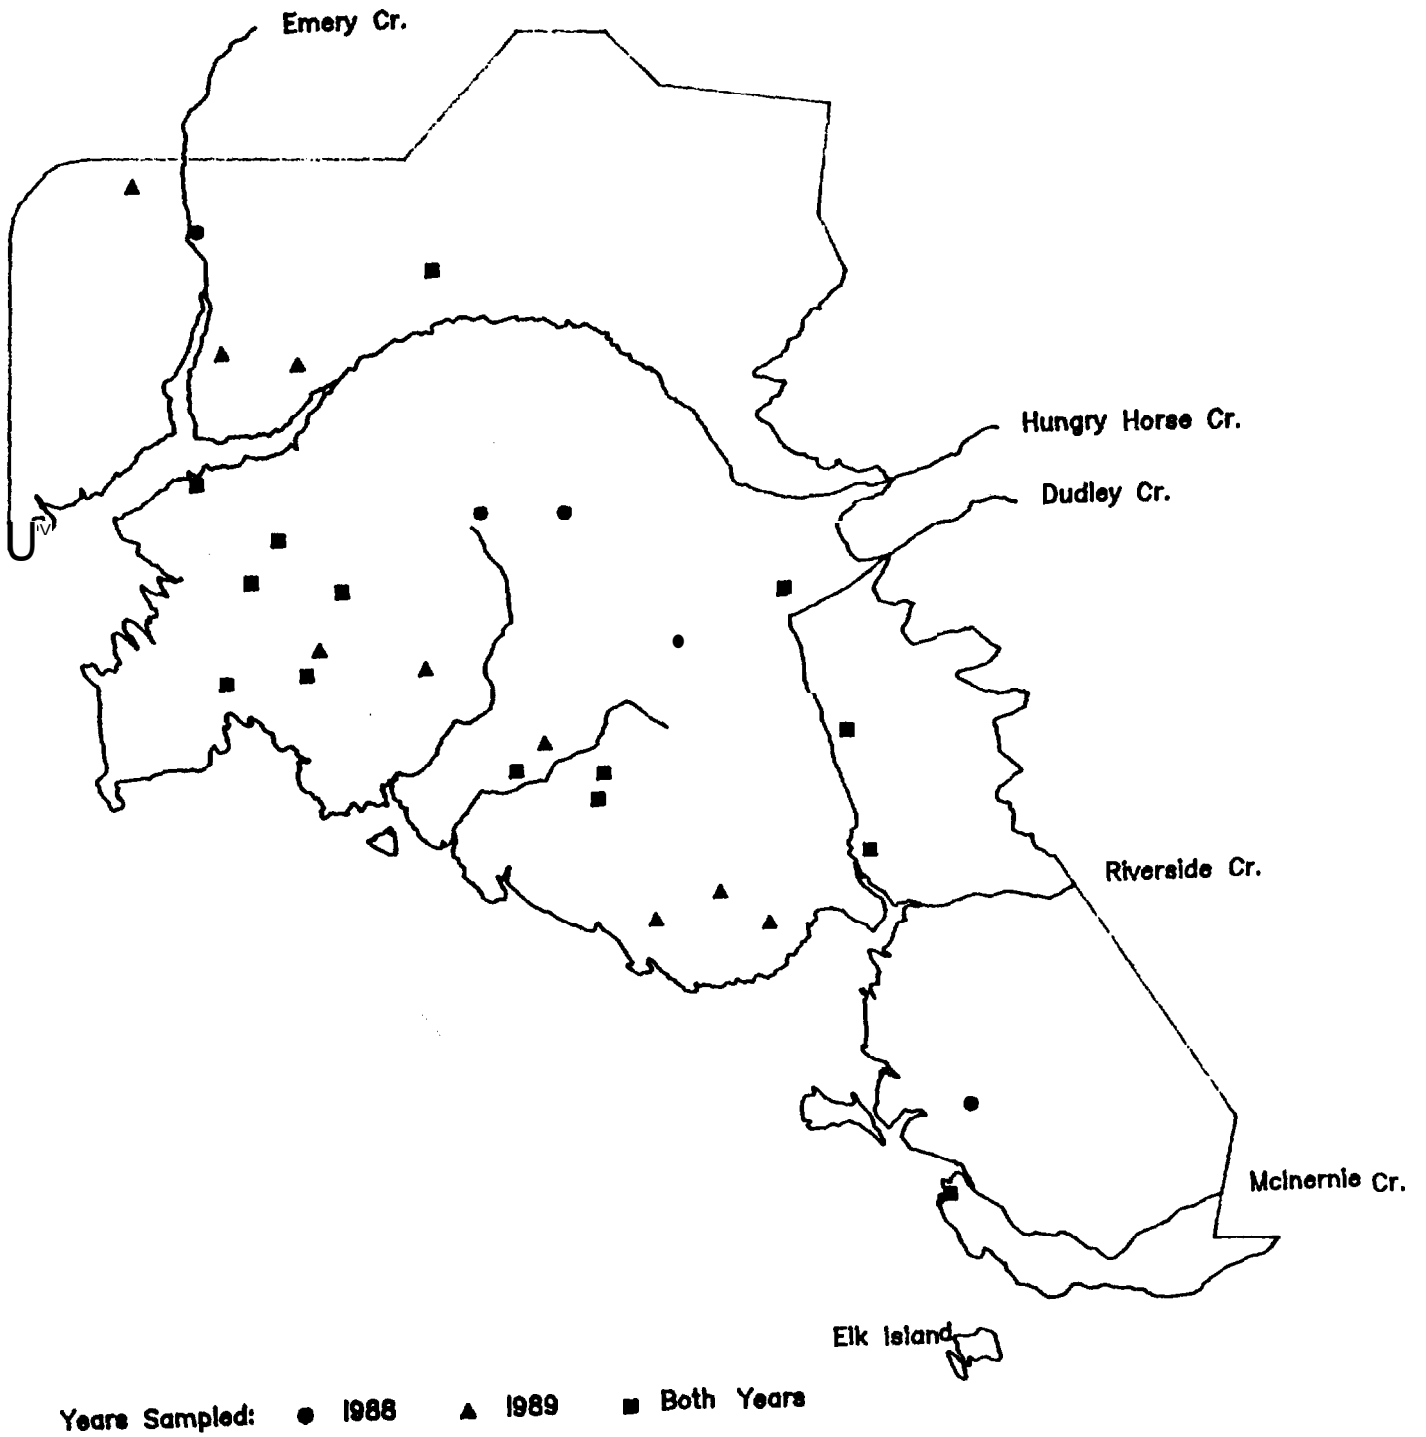 Emery Cr.
Hungry Horse Cr.
Dudley Cr.
Riverside Cr.
McInernie Cr.
Elk Island
Years Sampled: 1988 1989 Both Years